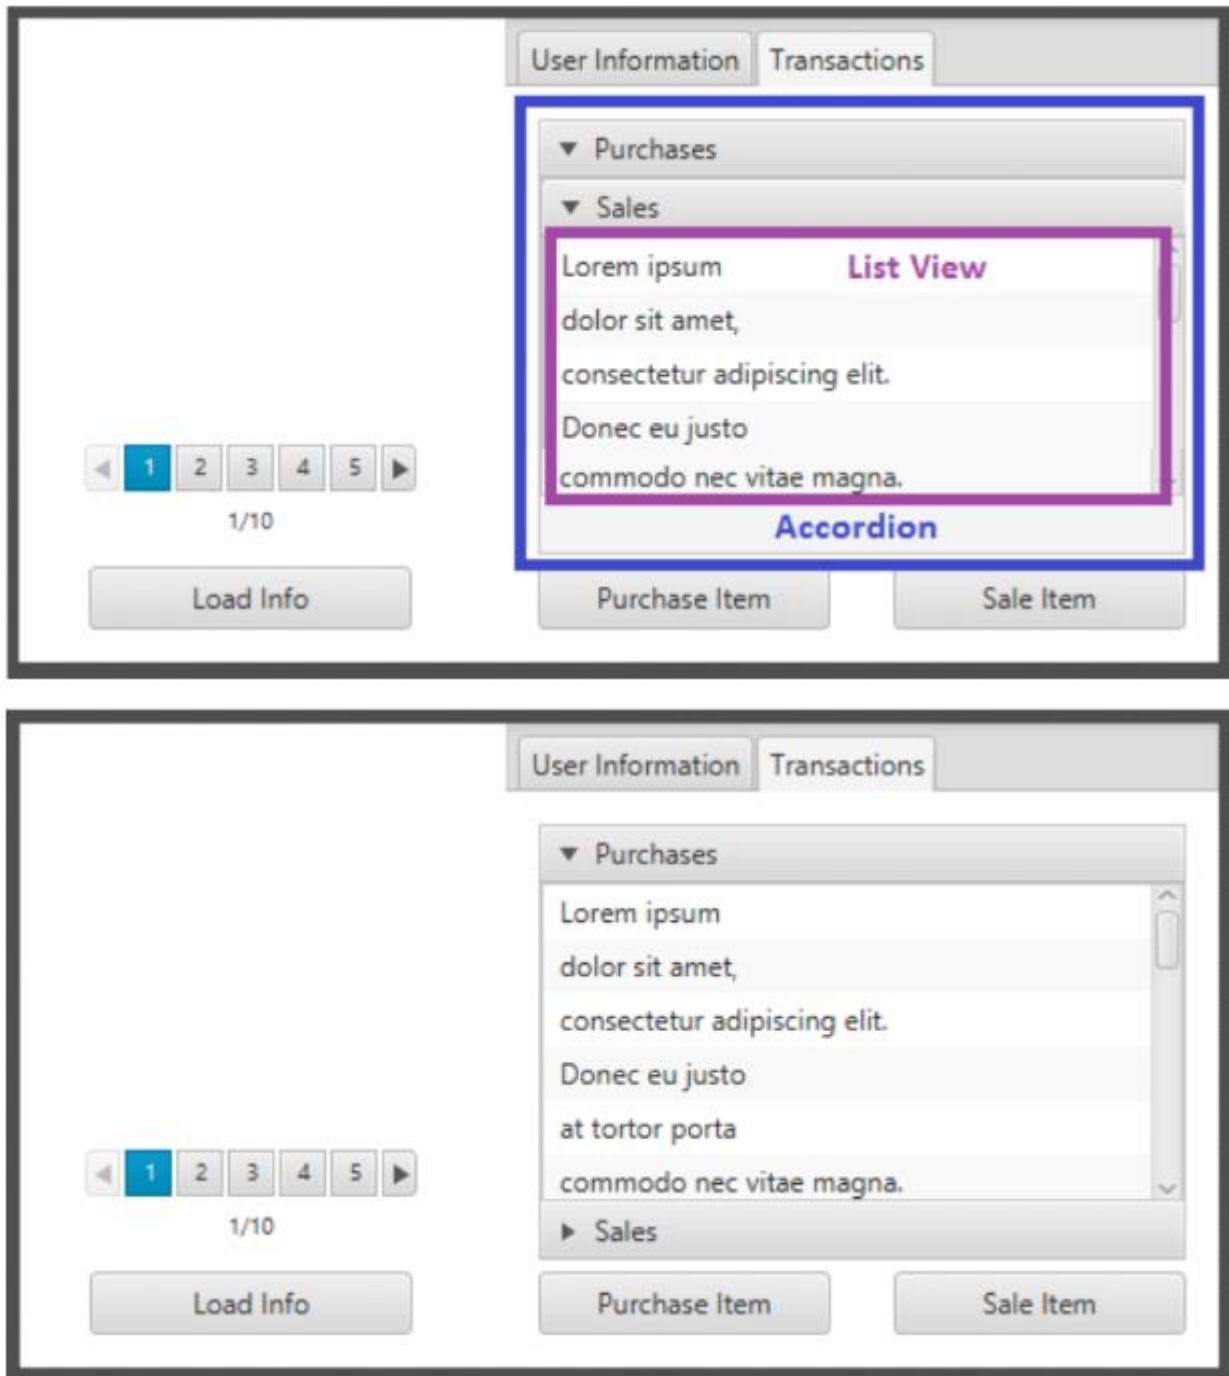 User Information Transactions
Purchases
Sales
Lorem ipsum List View
dolor sit amet,
consectetur adipiscing elit.
Donec eu justo
1 2 3 4 5
commodo nec vitae magna.
1/10
Accordion
Load Info Purchase Item Sale Item
User Information Transactions
Purchases
Lorem ipsum
dolor sit amet,
consectetur adipiscing elit.
Donec eu justo
at tortor porta
1 2 3 4 5
commodo nec vitae magna.
1/10
Sales
Load Info Purchase Item Sale Item